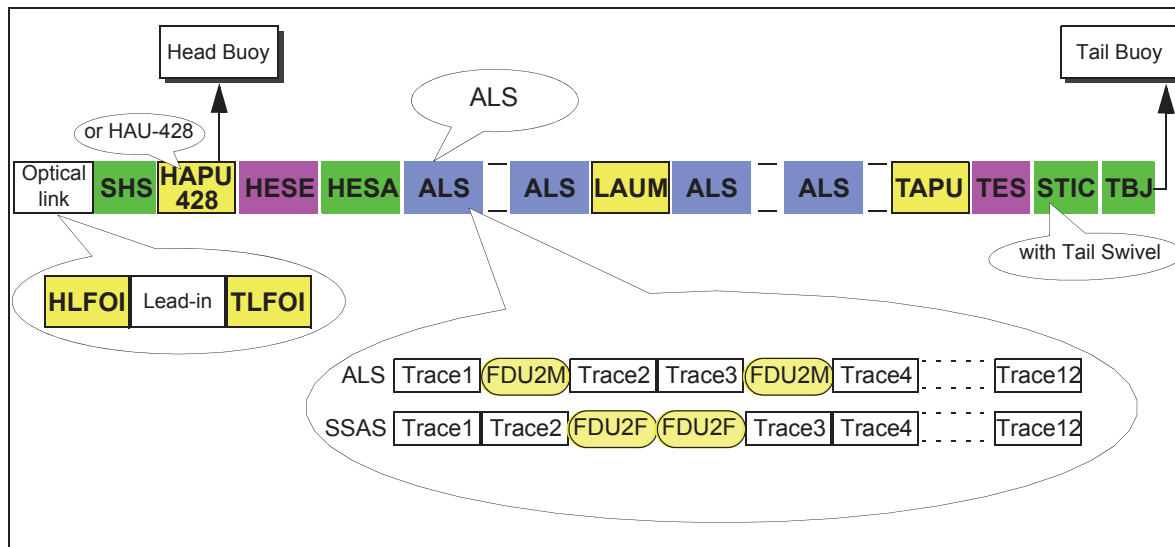 Head Buoy
Tail Buoy
ALS
or HAU-428
Optical
link
SHS
HAPU
428
HESE
HESA
ALS
ALS
LAUM
ALS
ALS
TAPU
TES
STIC
TBJ
with Tail Swivel
HLFOI
Lead-in
TLFOI
ALS Trace1 FDU2M Trace2 Trace3 FDU2M Trace4 Trace12
SSAS Trace1 Trace2 FDU2F FDU2F Trace3 Trace4 Trace12